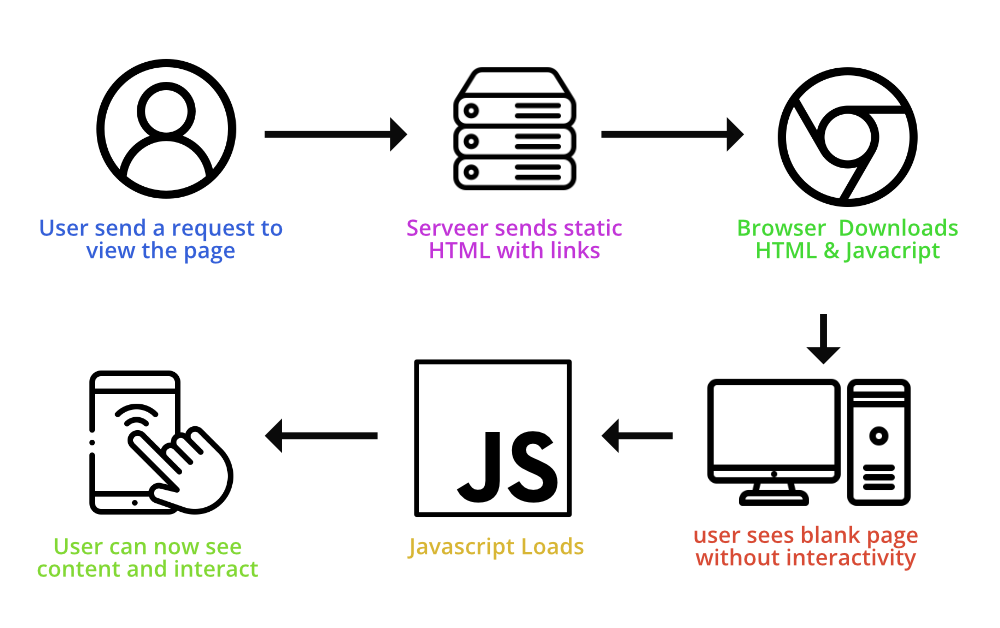 User send a request to
view the page
Serveer sends static
HTML with links
Browser  Downloads
HTML & Javacript
user sees blank page
without interactivity
JS
Javascript Loads
User can now see
content and interact